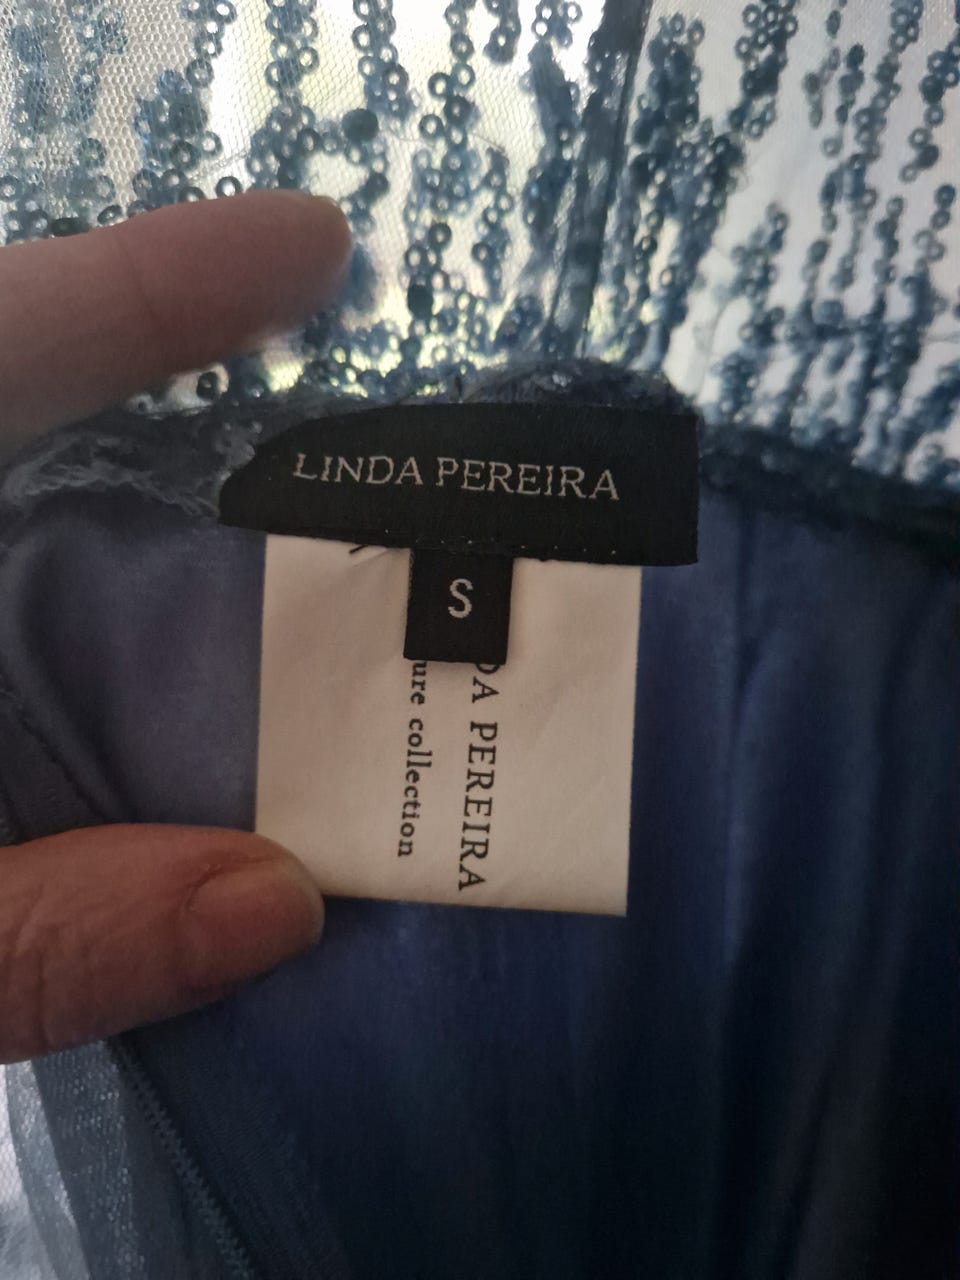 LINDA PEREIRA
S
DA PEREIRA
ure collection